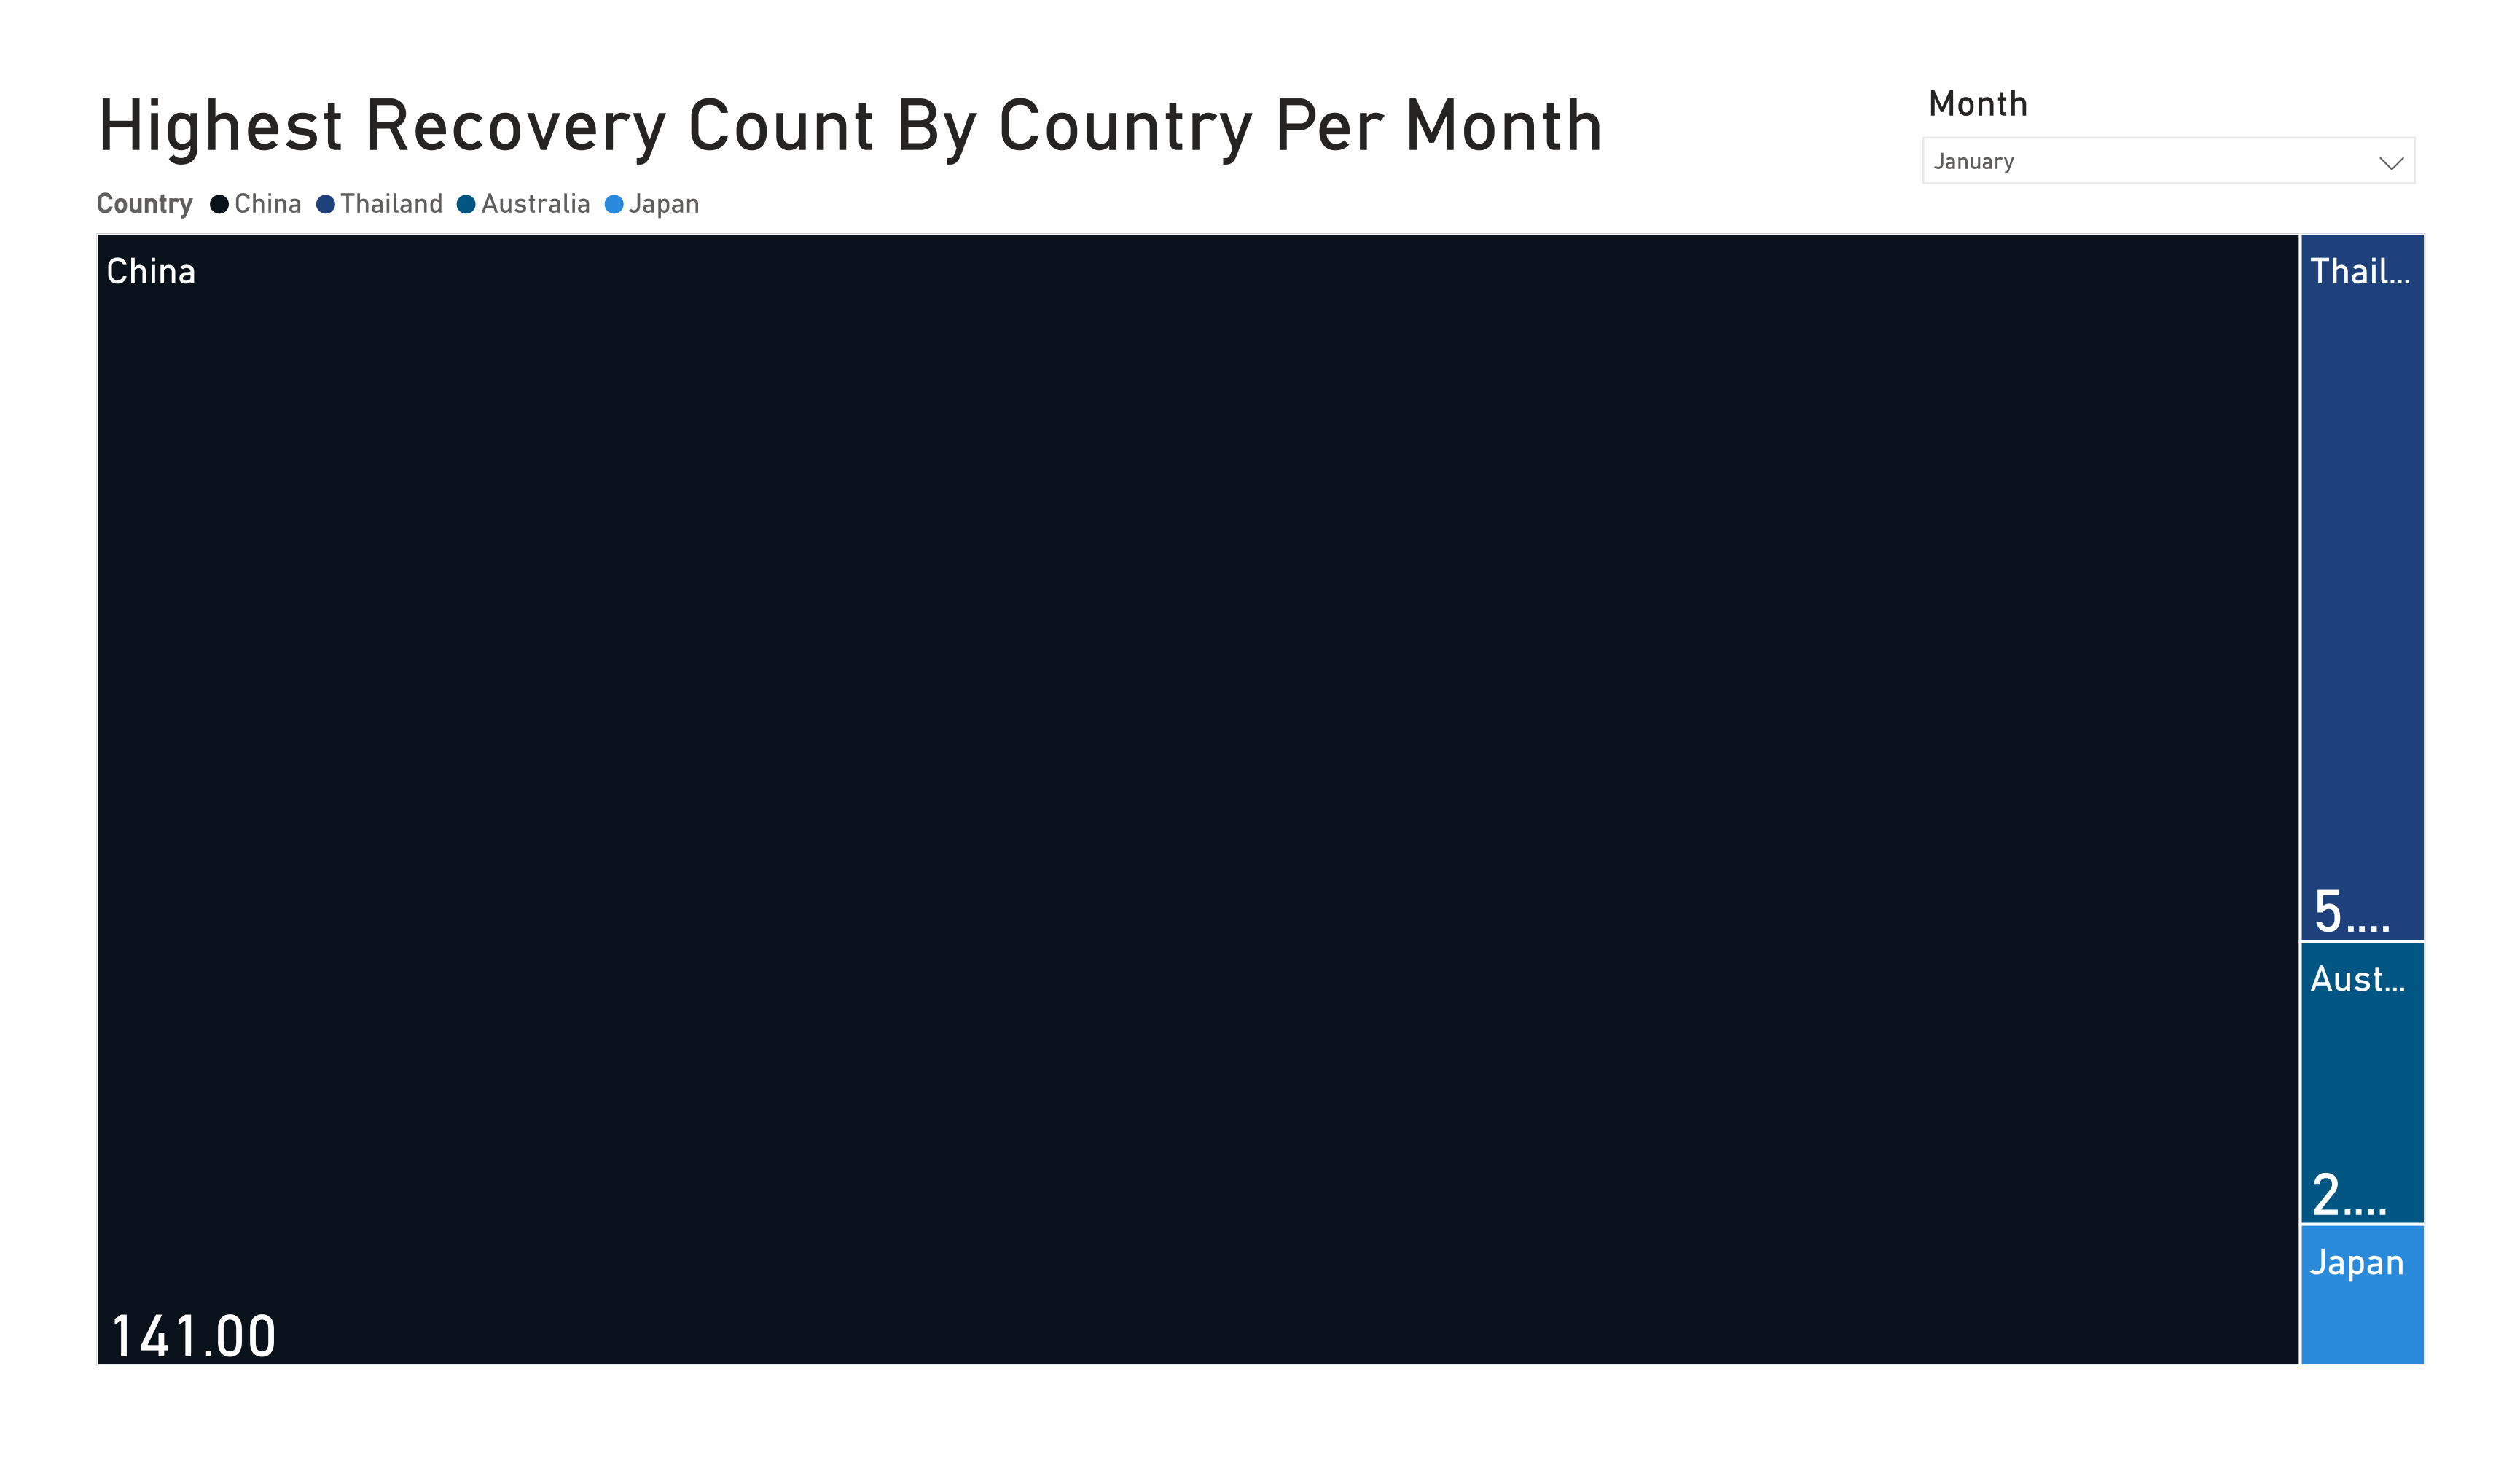 Highest Recovery Count By Country Per Month
Month
January
Country China Thailand Australia Japan
China
Thail...
5....
Aust...
2....
Japan
141.00